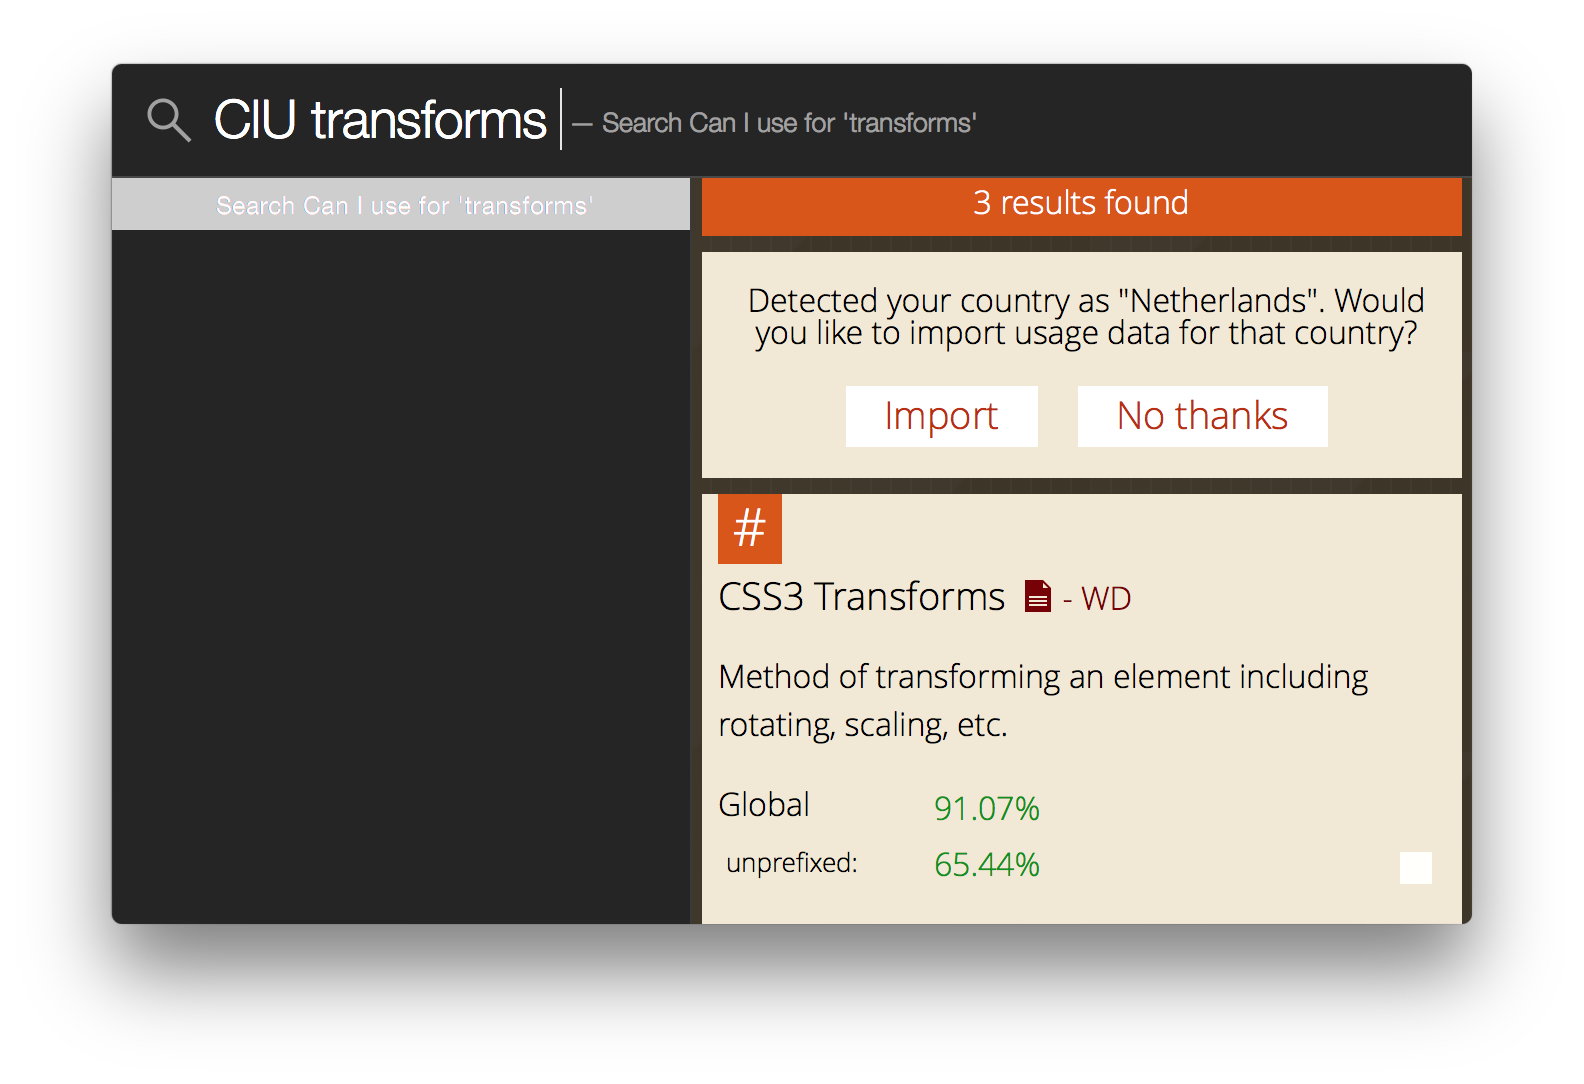 CIU transforms — Search Can I use for 'transforms'
Search Can I use for 'transforms'
3 results found
Detected your country as "Netherlands". Would
you like to import usage data for that country?
Import No thanks
#
CSS3 Transforms - WD
Method of transforming an element including
rotating, scaling, etc.
Global 91.07%
unprefixed: 65.44%